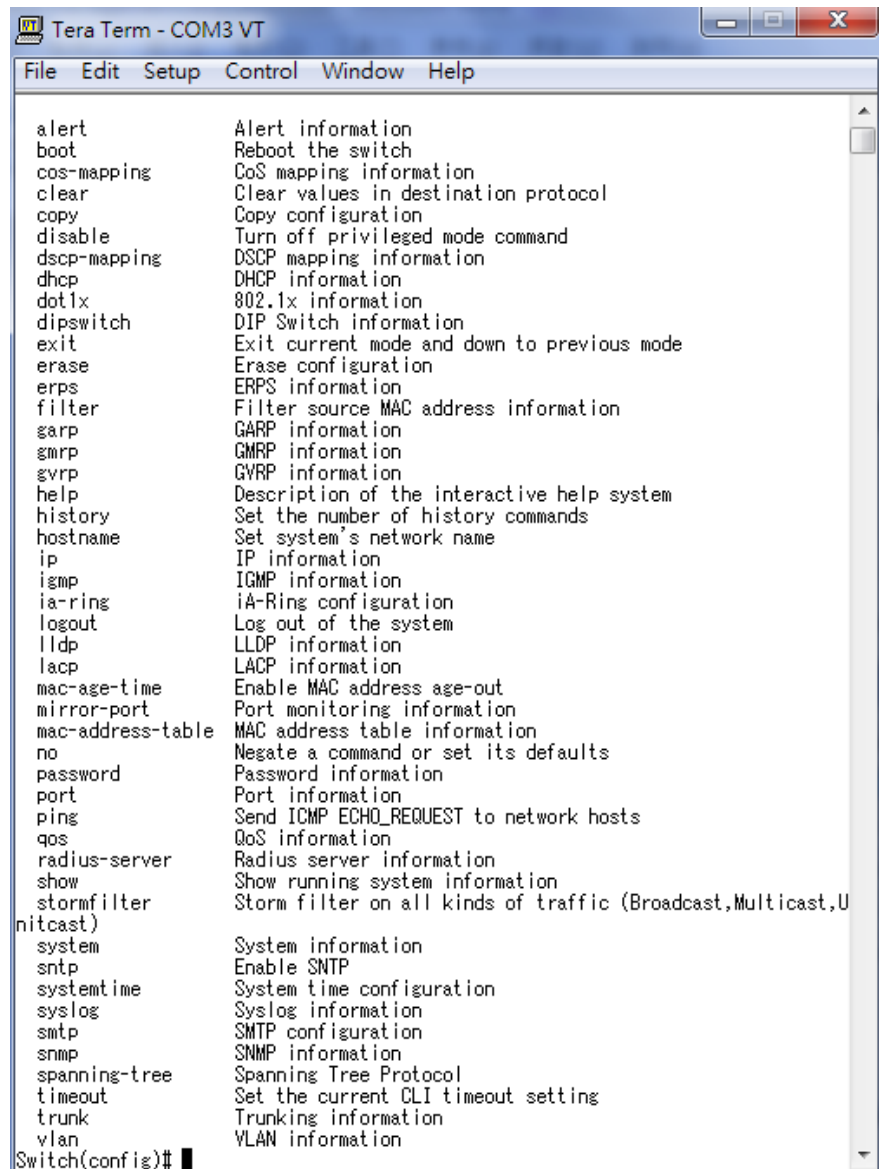 Tera Term - COM3 VT
File Edit Setup Control Window Help
alert Alert information
boot Reboot the switch
cos-mapping CoS mapping information
clear Clear values in destination protocol
copy Copy configuration
disable Turn off privileged mode command
dscp-mapping DSCP mapping information
dhcp DHCP information
dot1x 802.1x information
dipswitch DIP Switch information
exit Exit current mode and down to previous mode
erase Erase configuration
erps ERPS information
filter Filter source MAC address information
garp GARP information
gmrp GMRP information
gvrp GVRP information
help Description of the interactive help system
history Set the number of history commands
hostname Set system's network name
ip IP information
igmp IGMP information
ia-ring iA-Ring configuration
logout Log out of the system
lldp LLDP information
lacp LACP information
mac-age-time Enable MAC address age-out
mirror-port Port monitoring information
mac-address-table MAC address table information
no Negate a command or set its defaults
password Password information
port Port information
ping Send ICMP ECHO_REQUEST to network hosts
qos QoS information
radius-server Radius server information
show Show running system information
stormfilter Storm filter on all kinds of traffic (Broadcast,Multicast,U
nitcast)
system System information
sntp Enable SNTP
systemtime System time configuration
syslog Syslog information
smtp SMTP configuration
snmp SNMP information
spanning-tree Spanning Tree Protocol
timeout Set the current CLI timeout setting
trunk Trunking information
vlan VLAN information
Switch(config)#